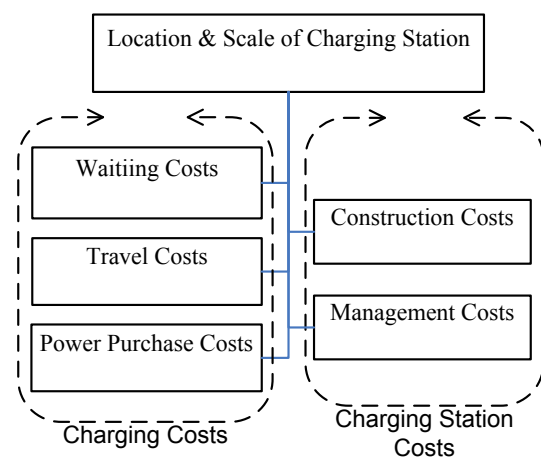 Location & Scale of Charging Station
Waitiing Costs
Travel Costs
Power Purchase Costs
Charging Costs
Construction Costs
Management Costs
Charging Station
Costs